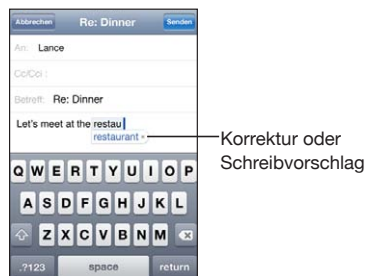 Abbrechen Re: Dinner Senden
An: Lance
Cc/Cci :
Betreff: Re: Dinner
Let's meet at the restau
restaurant ×
Korrektur oder
Schreibvorschlag
Q W E R T Y U I O P
A S D F G H J K L
Z X C V B N M
.?123 space return